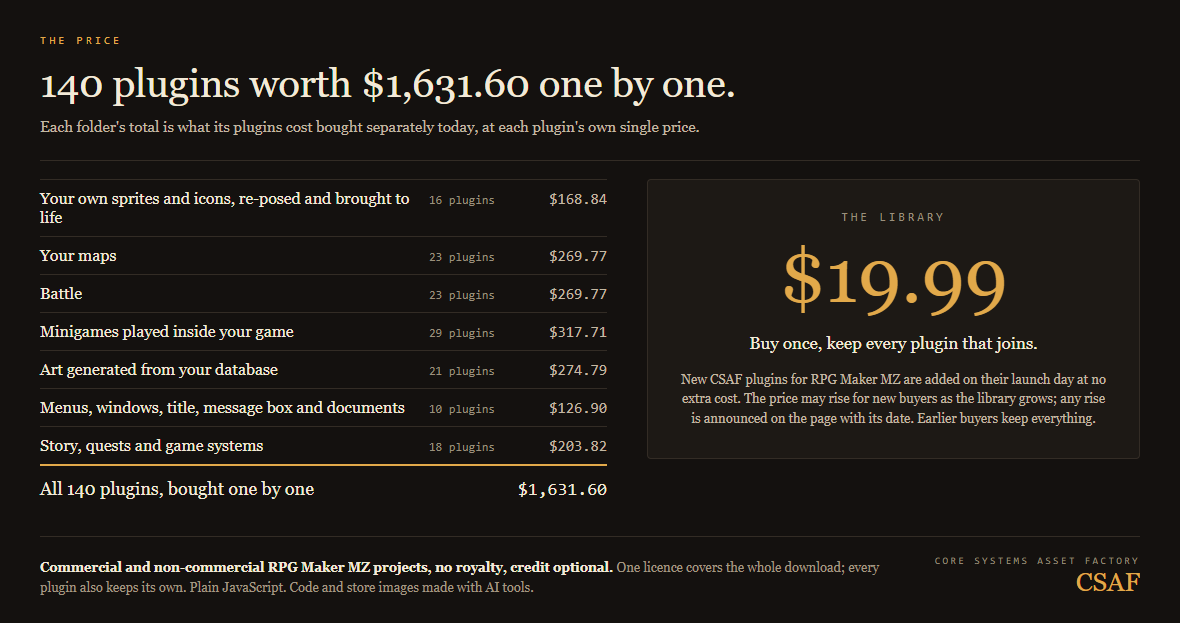 THE PRICE
140 plugins worth $1,631.60 one by one.
Each folder's total is what its plugins cost bought separately today, at each plugin's own single price.
Your own sprites and icons, re-posed and brought to
life
16 plugins
$168.84
Your maps
23 plugins
$269.77
Battle
23 plugins
$269.77
Minigames played inside your game
29 plugins
$317.71
Art generated from your database
21 plugins
$274.79
Menus, windows, title, message box and documents
10 plugins
$126.90
Story, quests and game systems
18 plugins
$203.82
All 140 plugins, bought one by one
$1,631.60
THE LIBRARY
$19.99
Buy once, keep every plugin that joins.
New CSAF plugins for RPG Maker MZ are added on their launch day at no
extra cost. The price may rise for new buyers as the library grows; any rise
is announced on the page with its date. Earlier buyers keep everything.
Commercial and non-commercial RPG Maker MZ projects, no royalty, credit optional. One licence covers the whole download; every
plugin also keeps its own. Plain JavaScript. Code and store images made with AI tools.
CORE SYSTEMS ASSET FACTORY
CSAF